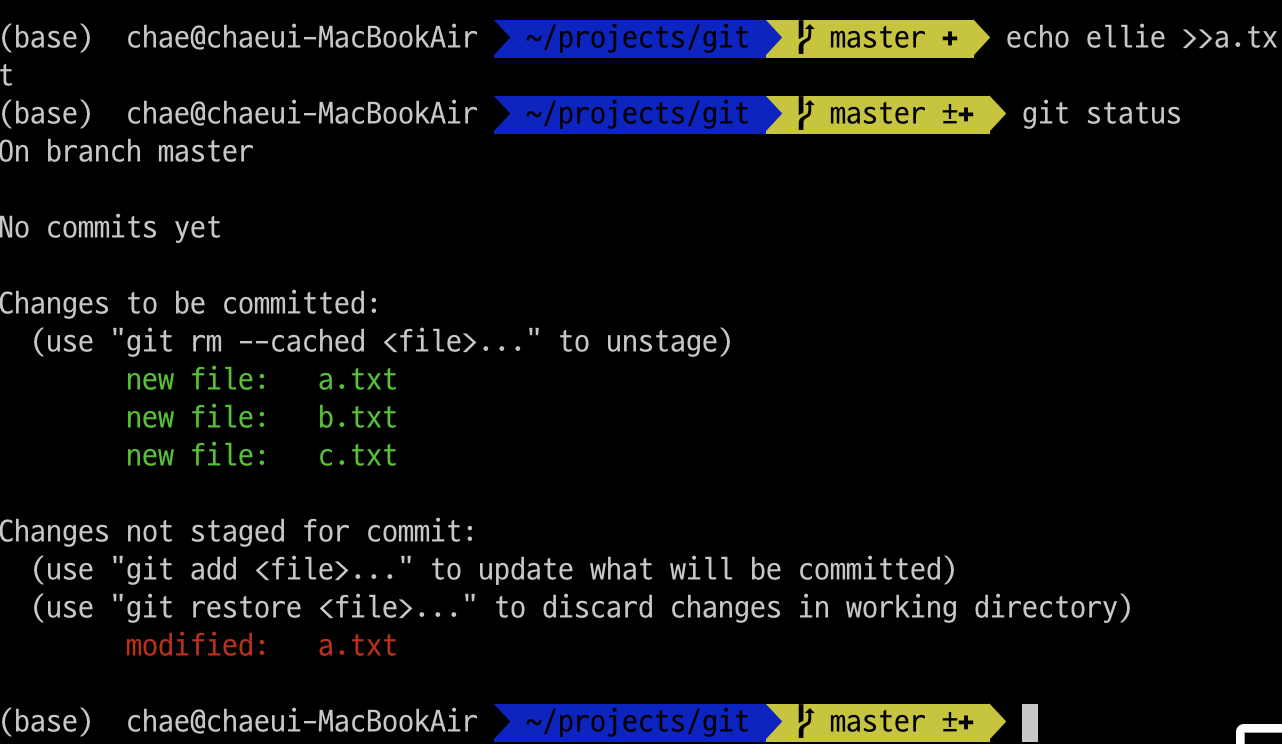 (base)  chae@chaeui-MacBookAir  ~/projects/git  master +  echo ellie >>a.tx
t
(base)  chae@chaeui-MacBookAir  ~/projects/git  master ±+  git status
On branch master
No commits yet
Changes to be committed:
  (use "git rm --cached <file>..." to unstage)
        new file:   a.txt
        new file:   b.txt
        new file:   c.txt
Changes not staged for commit:
  (use "git add <file>..." to update what will be committed)
  (use "git restore <file>..." to discard changes in working directory)
        modified:   a.txt
(base)  chae@chaeui-MacBookAir  ~/projects/git  master ±+